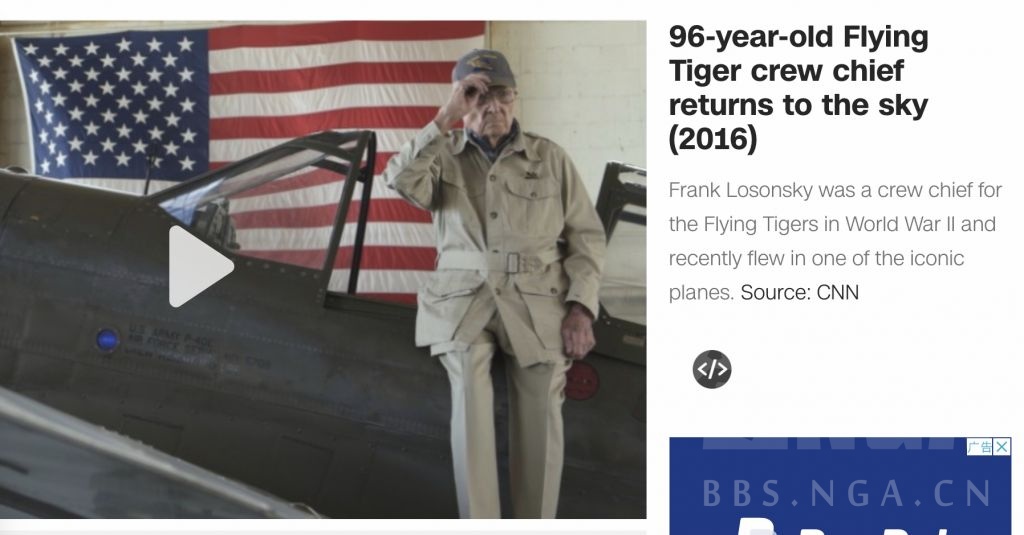 96-year-old Flying
Tiger crew chief
returns to the sky
(2016)
Frank Losonsky was a crew chief for
the Flying Tigers in World War II and
recently flew in one of the iconic
planes. Source: CNN
</>
广告
BBS.NGA.CN
U.S. ARMY P-40E
AIR FORCE